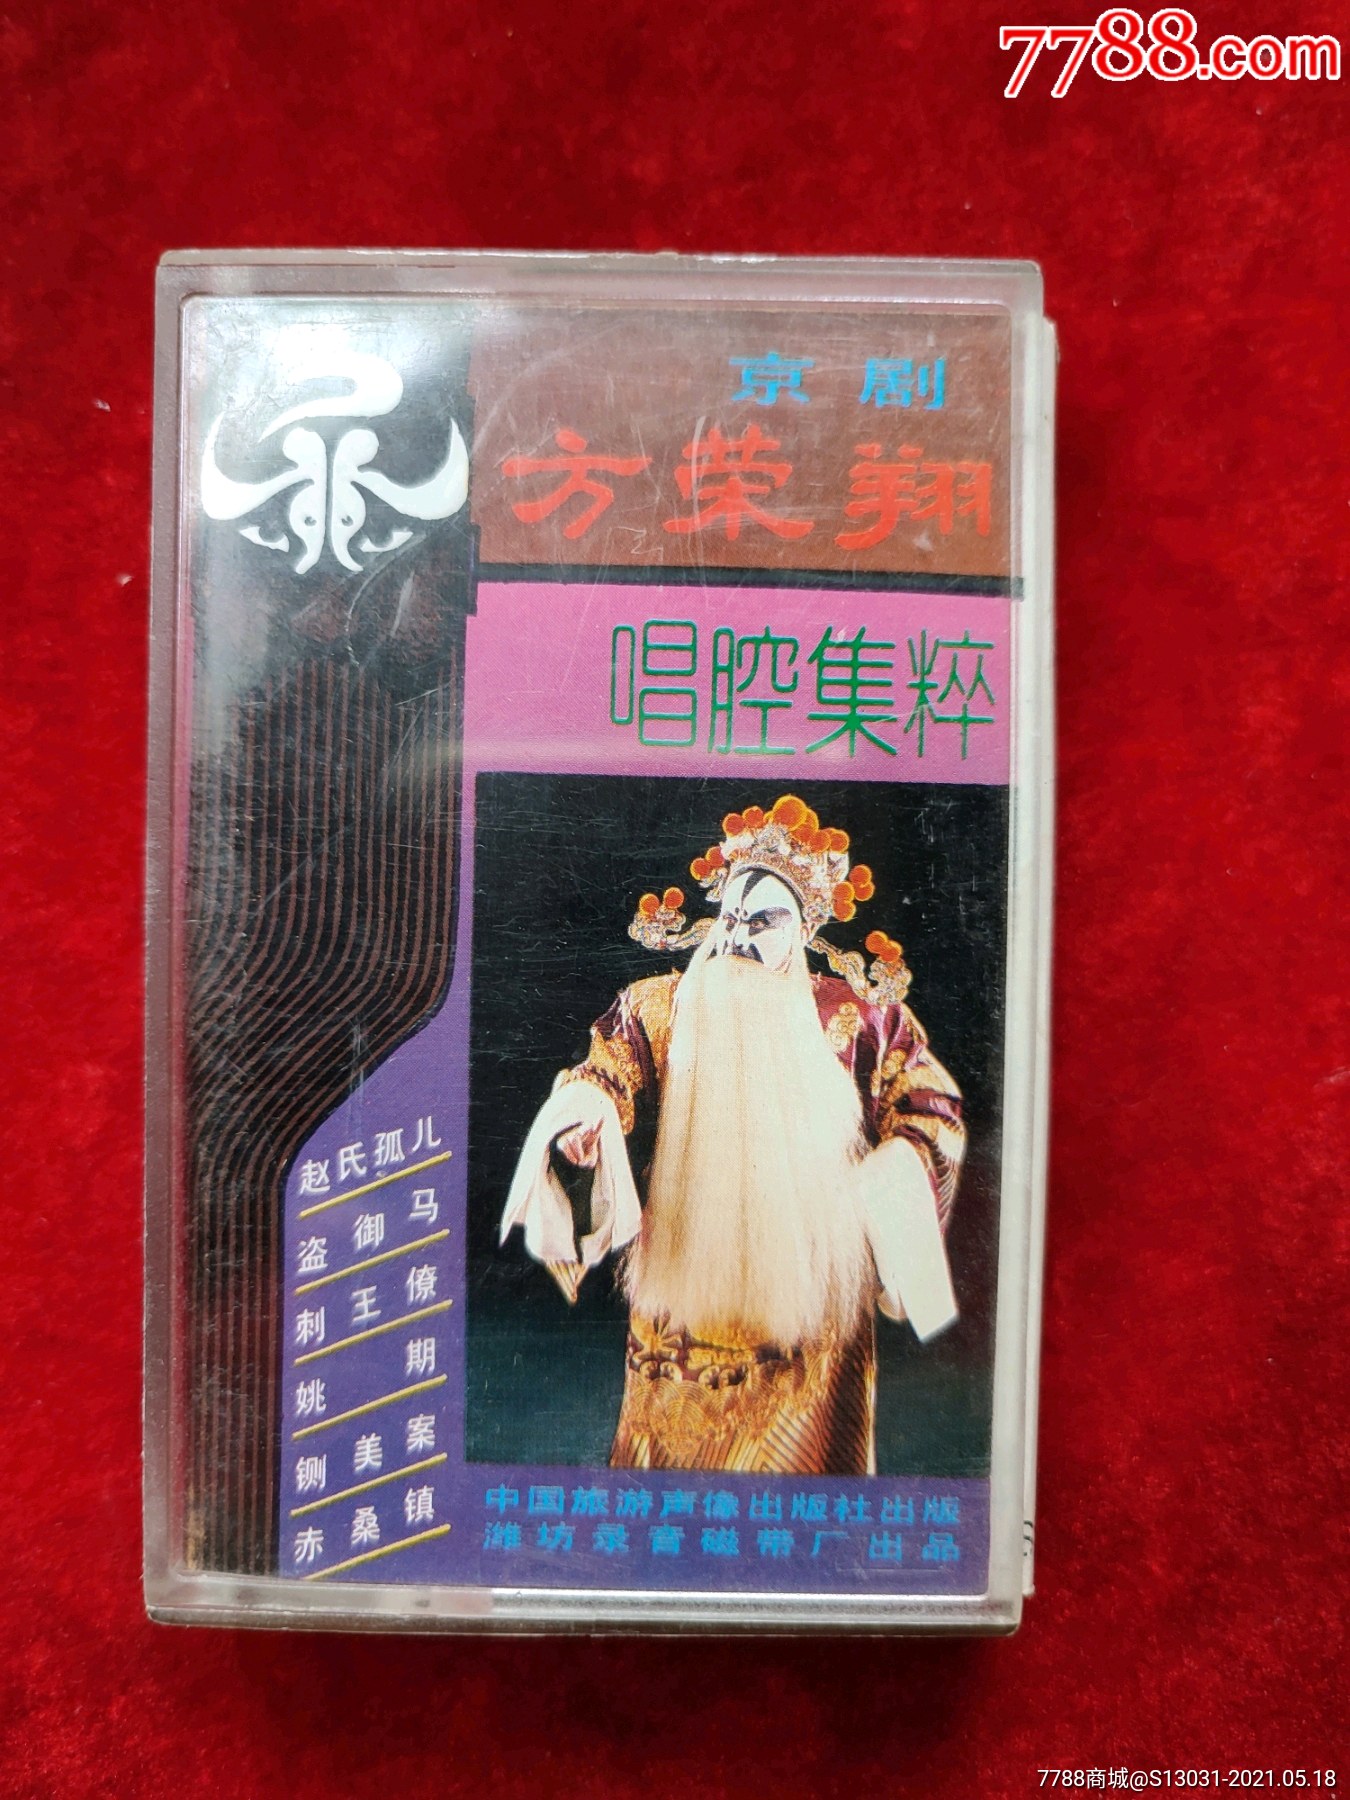 7788.com
京剧
方荣翔
唱腔集粹
赵氏孤儿
盗御马
刺王僚
姚期
铡美案
赤桑镇
中国旅游声像出版社出版
潍坊录音磁带厂出品
7788商城@S13031-2021.05.18